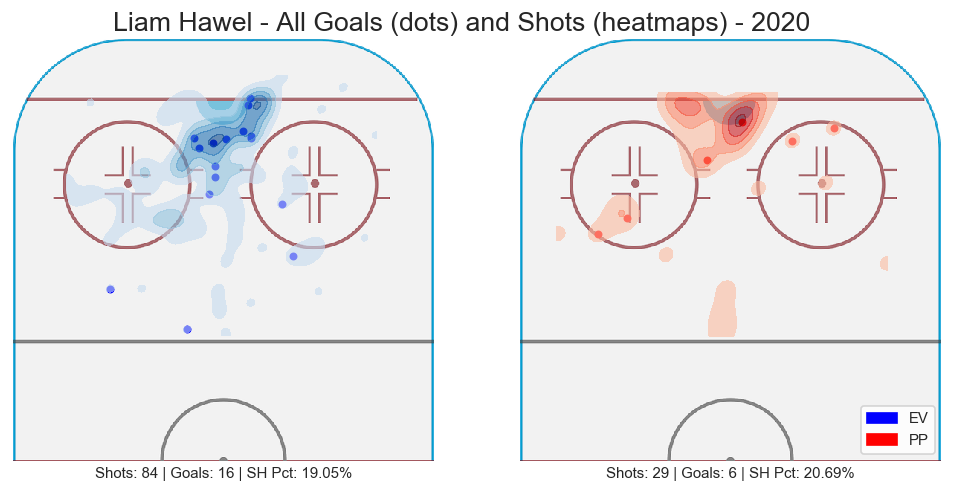 Liam Hawel - All Goals (dots) and Shots (heatmaps) - 2020
EV
PP
Shots: 84 | Goals: 16 | SH Pct: 19.05%
Shots: 29 | Goals: 6 | SH Pct: 20.69%